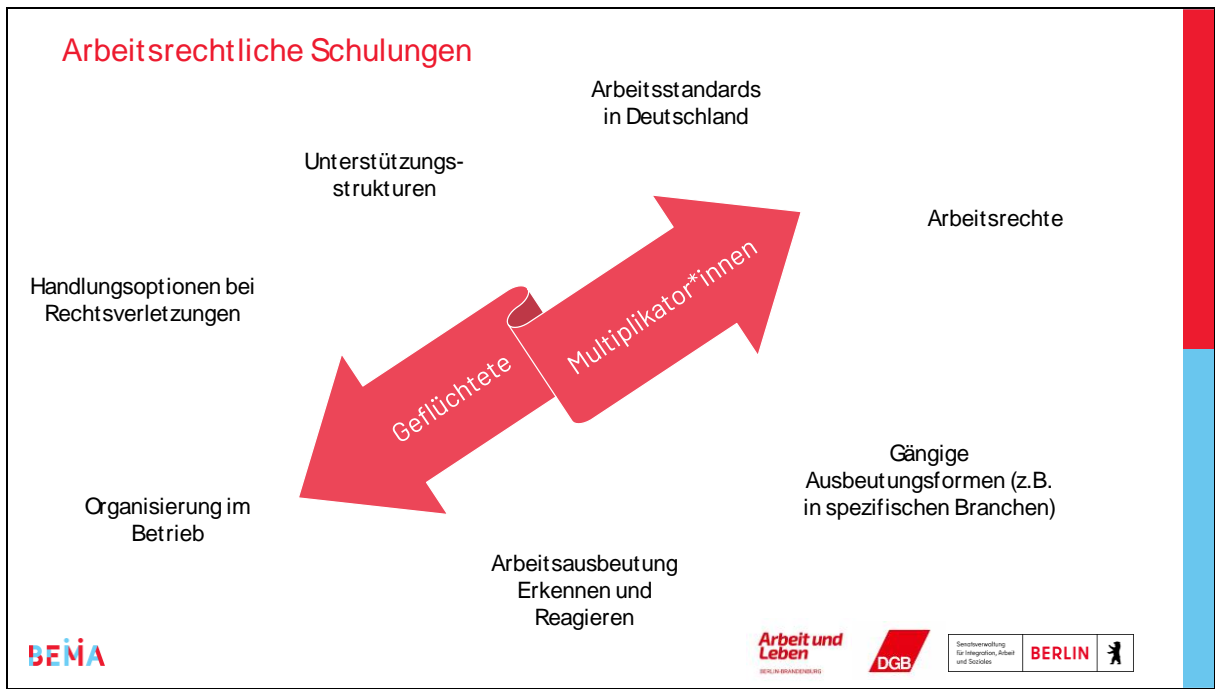 Arbeitsrechtliche Schulungen
Arbeitsstandards
in Deutschland
Unterstützungs-
strukturen
Arbeitsrechte
Handlungsoptionen bei
Rechtsverletzungen
Multiplikator*innen
Geflüchtete
Gängige
Ausbeutungsformen (z.B.
in spezifischen Branchen)
Organisierung im
Betrieb
Arbeitsausbeutung
Erkennen und
Reagieren
BEMA
Arbeit und
Leben
BERLIN-BRANDENBURG
DGB
Senatsverwaltung
für Integration, Arbeit
und Soziales
BERLIN